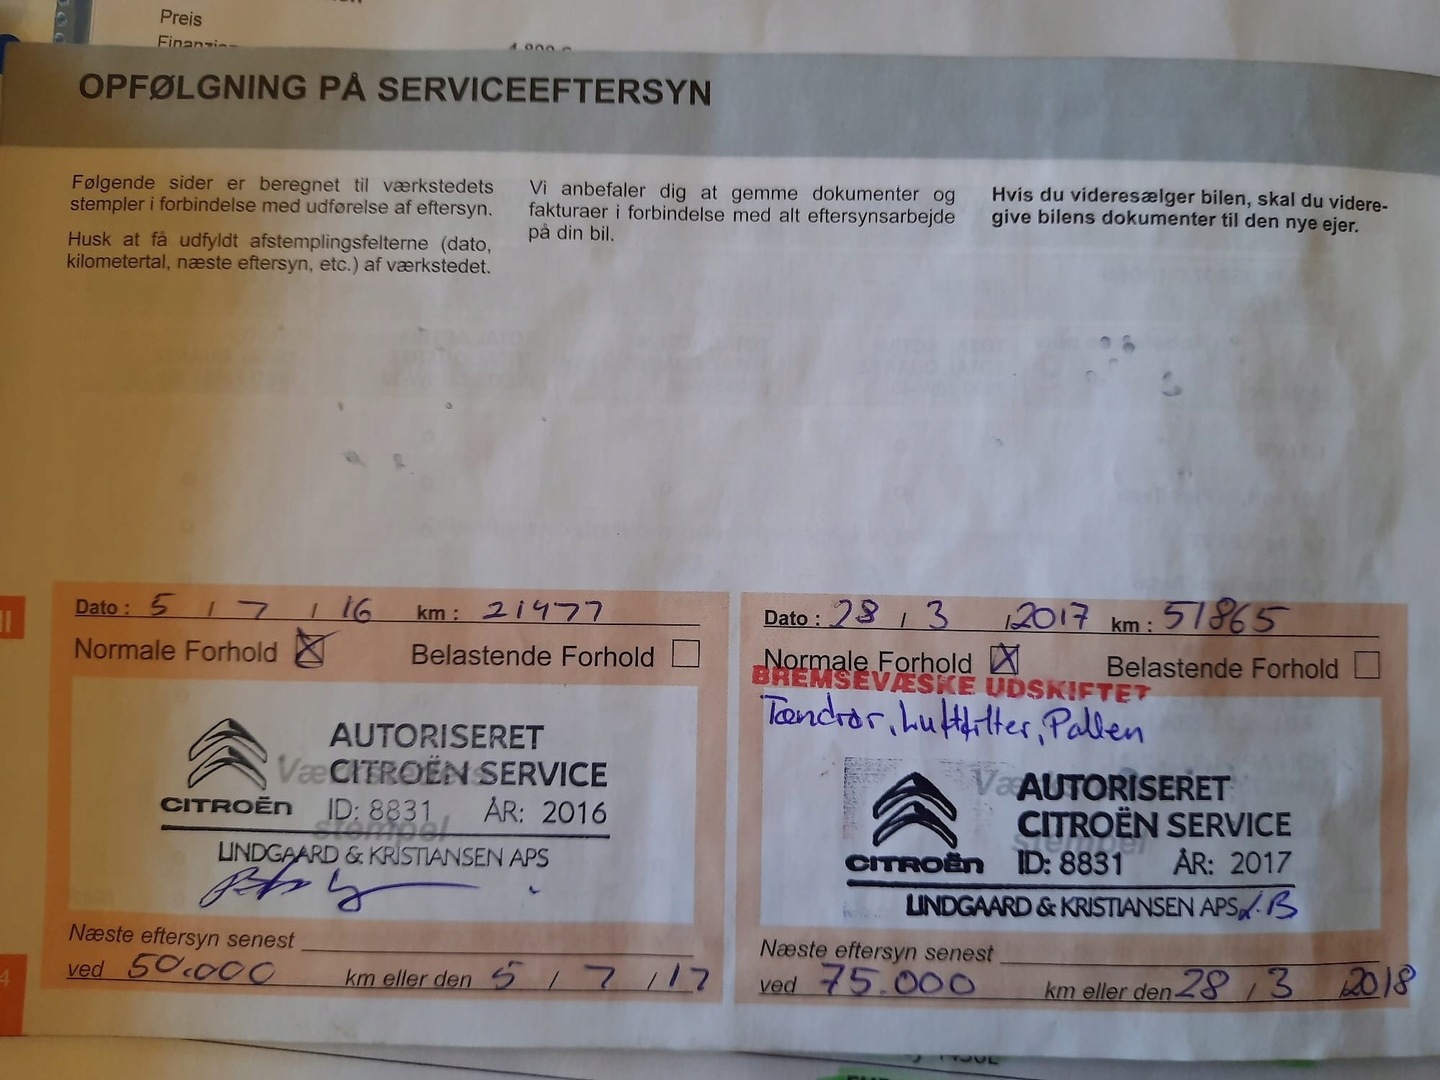 Preis
OPFØLGNING PÅ SERVICEEFTERSYN
Følgende sider er beregnet til værkstedets
stempler i forbindelse med udførelse af eftersyn.
Husk at få udfyldt afstemplingsfelterne (dato,
kilometertal, næste eftersyn, etc.) af værkstedet.
Vi anbefaler dig at gemme dokumenter og
fakturaer i forbindelse med alt eftersynsarbejde
på din bil.
Hvis du videresælger bilen, skal du videre-
give bilens dokumenter til den nye ejer.
Dato : 5 / 7 / 16 km : 21477
Normale Forhold Belastende Forhold
AUTORISERET
CITROËN SERVICE
CITROËN ID: 8831 ÅR: 2016
stempel
LINDGAARD & KRISTIANSEN APS
Næste eftersyn senest
ved 50.000 km eller den 5 / 7 / 17
Dato : 28 / 3 / 2017 km : 51865
Normale Forhold Belastende Forhold
BREMSEVÆSKE UDSKIFTET
Tændrør, Luftfilter, Pollen
AUTORISERET
CITROËN SERVICE
stempel
CITROËN ID: 8831 ÅR: 2017
LINDGAARD & KRISTIANSEN APS
Næste eftersyn senest
ved 75.000 km eller den 28 / 3 2018